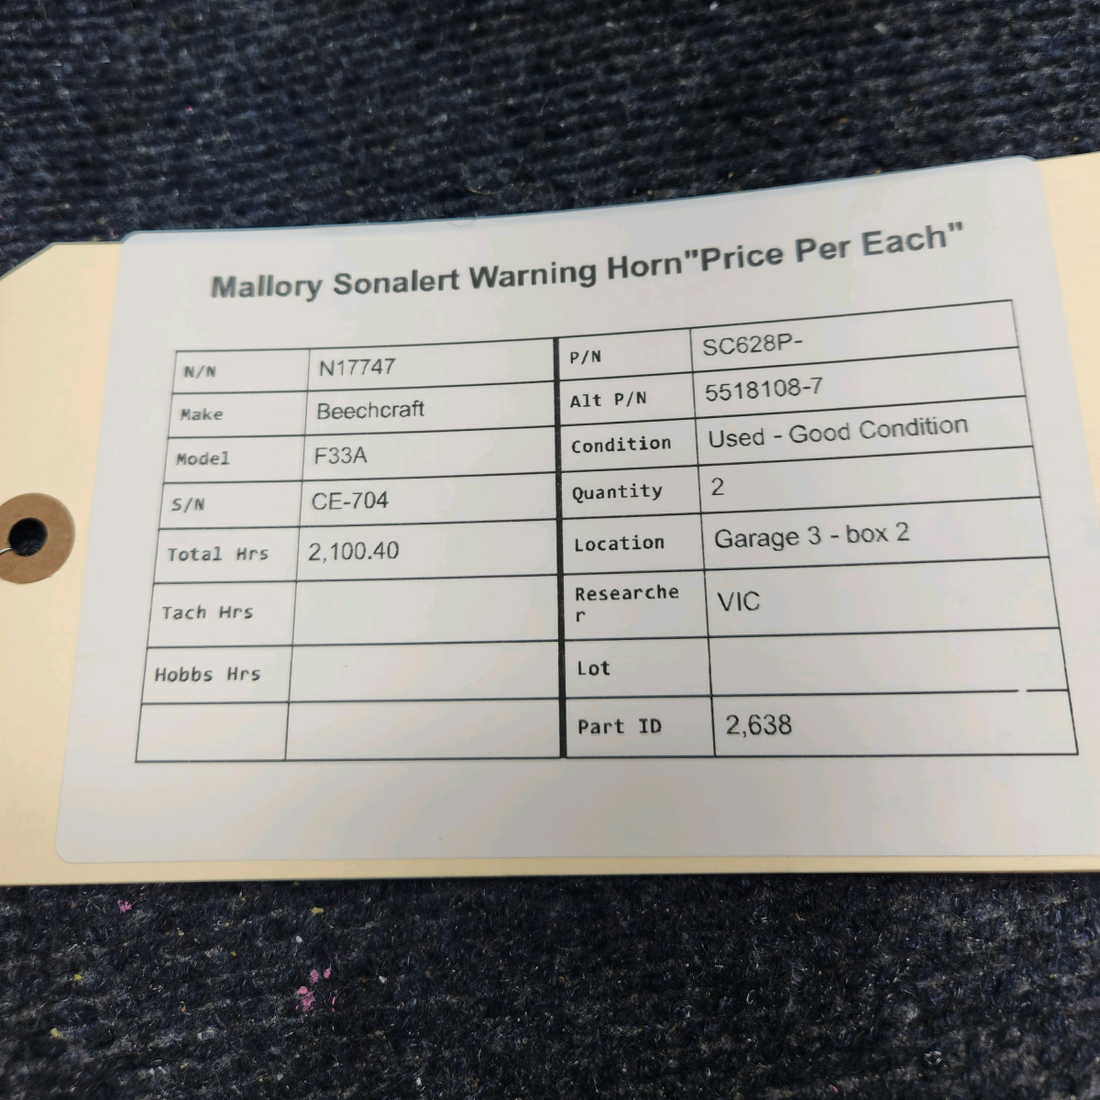 Mallory Sonalert Warning Horn"Price Per Each"
N/N N17747 P/N SC628P-
Make Beechcraft Alt P/N 5518108-7
Model F33A Condition Used - Good Condition
S/N CE-704 Quantity 2
Total Hrs 2,100.40 Location Garage 3 - box 2
Tach Hrs Researche
r VIC
Hobbs Hrs Lot
Part ID 2,638